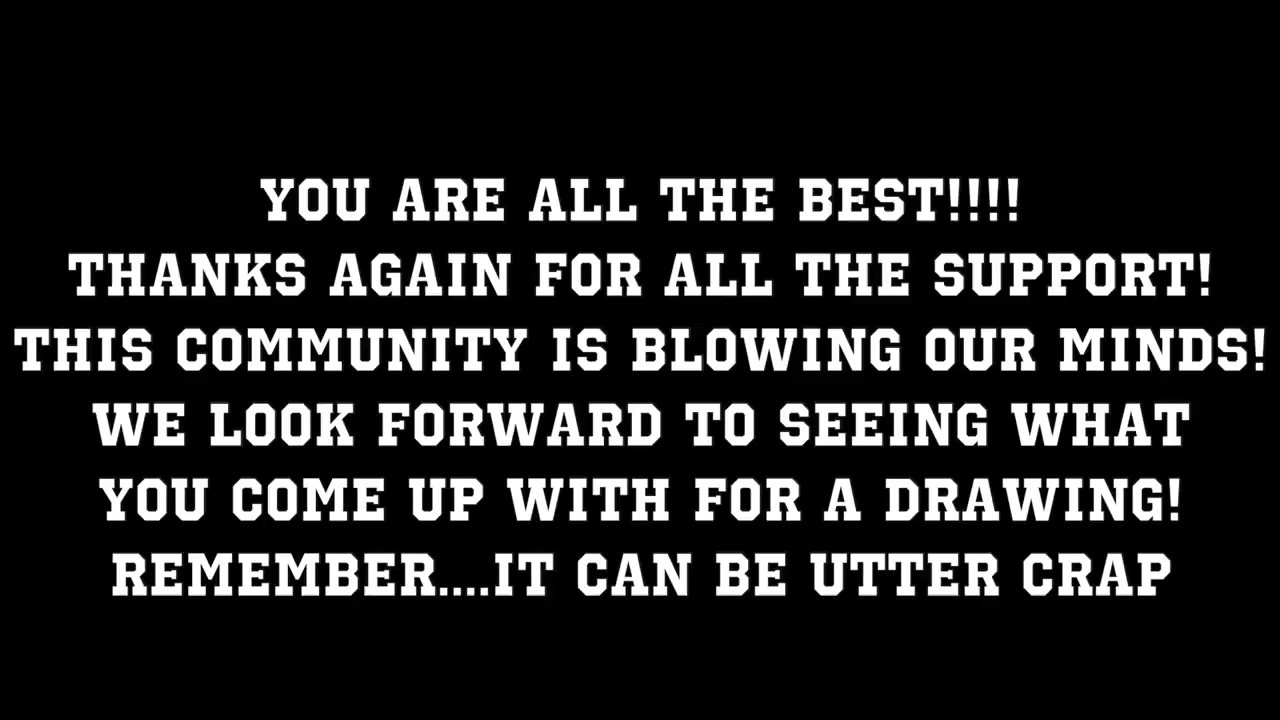 YOU ARE ALL THE BEST!!!!
THANKS AGAIN FOR ALL THE SUPPORT!
THIS COMMUNITY IS BLOWING OUR MINDS!
WE LOOK FORWARD TO SEEING WHAT
YOU COME UP WITH FOR A DRAWING!
REMEMBER....IT CAN BE UTTER CRAP